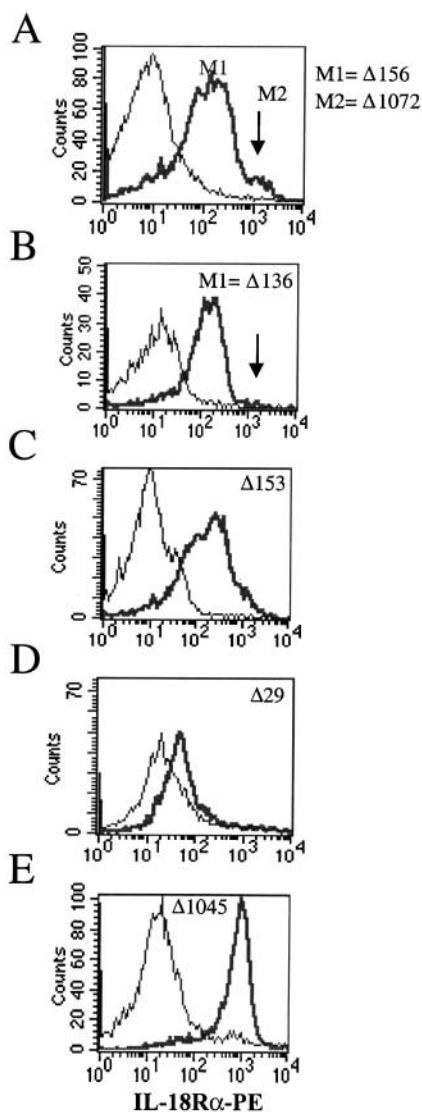 A
Counts
0 20 40 60 80 100
M1
M2
M1= Δ156
M2= Δ1072
10^0 10^1 10^2 10^3 10^4
B
Counts
0 10 20 30 40 50
M1= Δ136
10^0 10^1 10^2 10^3 10^4
C
Counts
0 70
Δ153
10^0 10^1 10^2 10^3 10^4
D
Counts
0 70
Δ29
10^0 10^1 10^2 10^3 10^4
E
Counts
0 20 40 60 80 100
Δ1045
10^0 10^1 10^2 10^3 10^4
IL-18Rα-PE